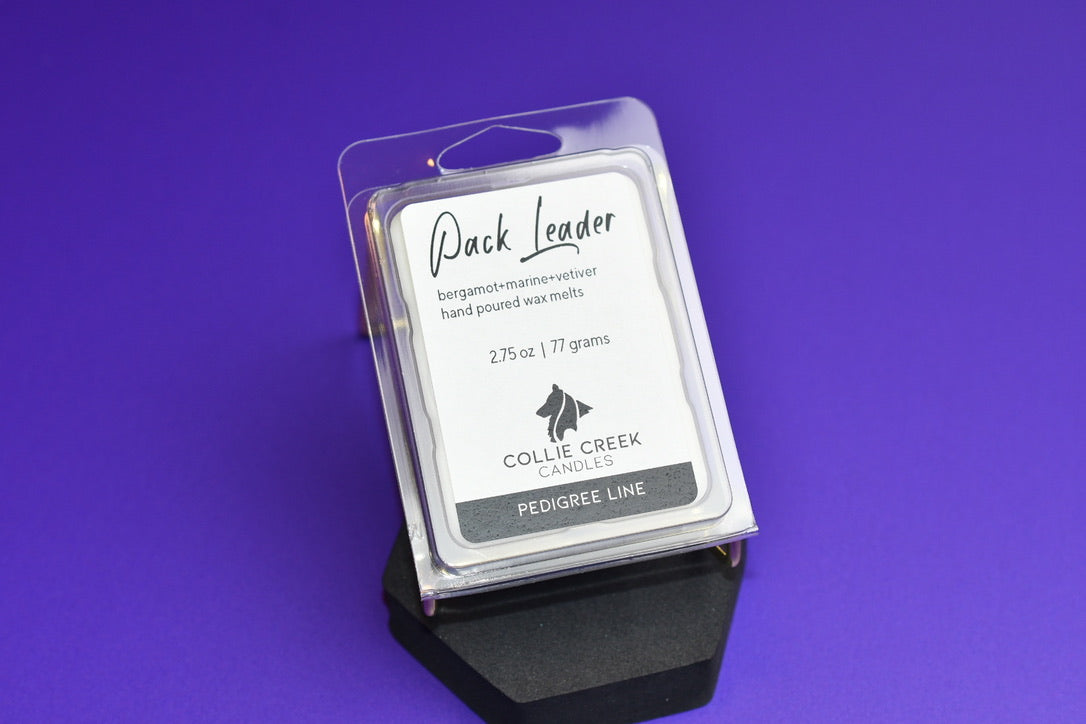 Pack Leader
bergamot+marine+vetiver
hand poured wax melts
2.75 oz | 77 grams
COLLIE CREEK
CANDLES
PEDIGREE LINE